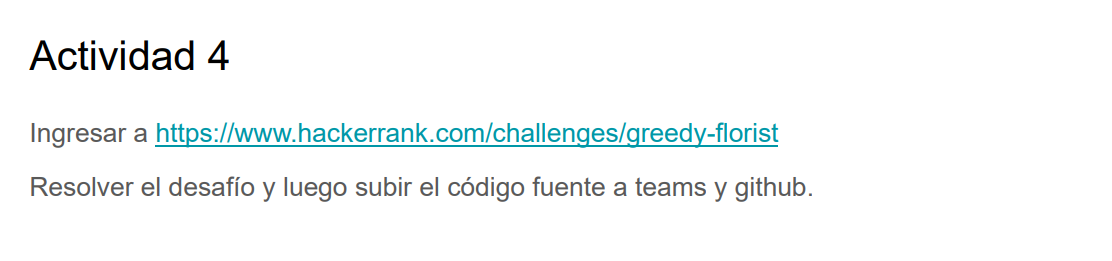 Actividad 4
Ingresar a https://www.hackerrank.com/challenges/greedy-florist
Resolver el desafío y luego subir el código fuente a teams y github.